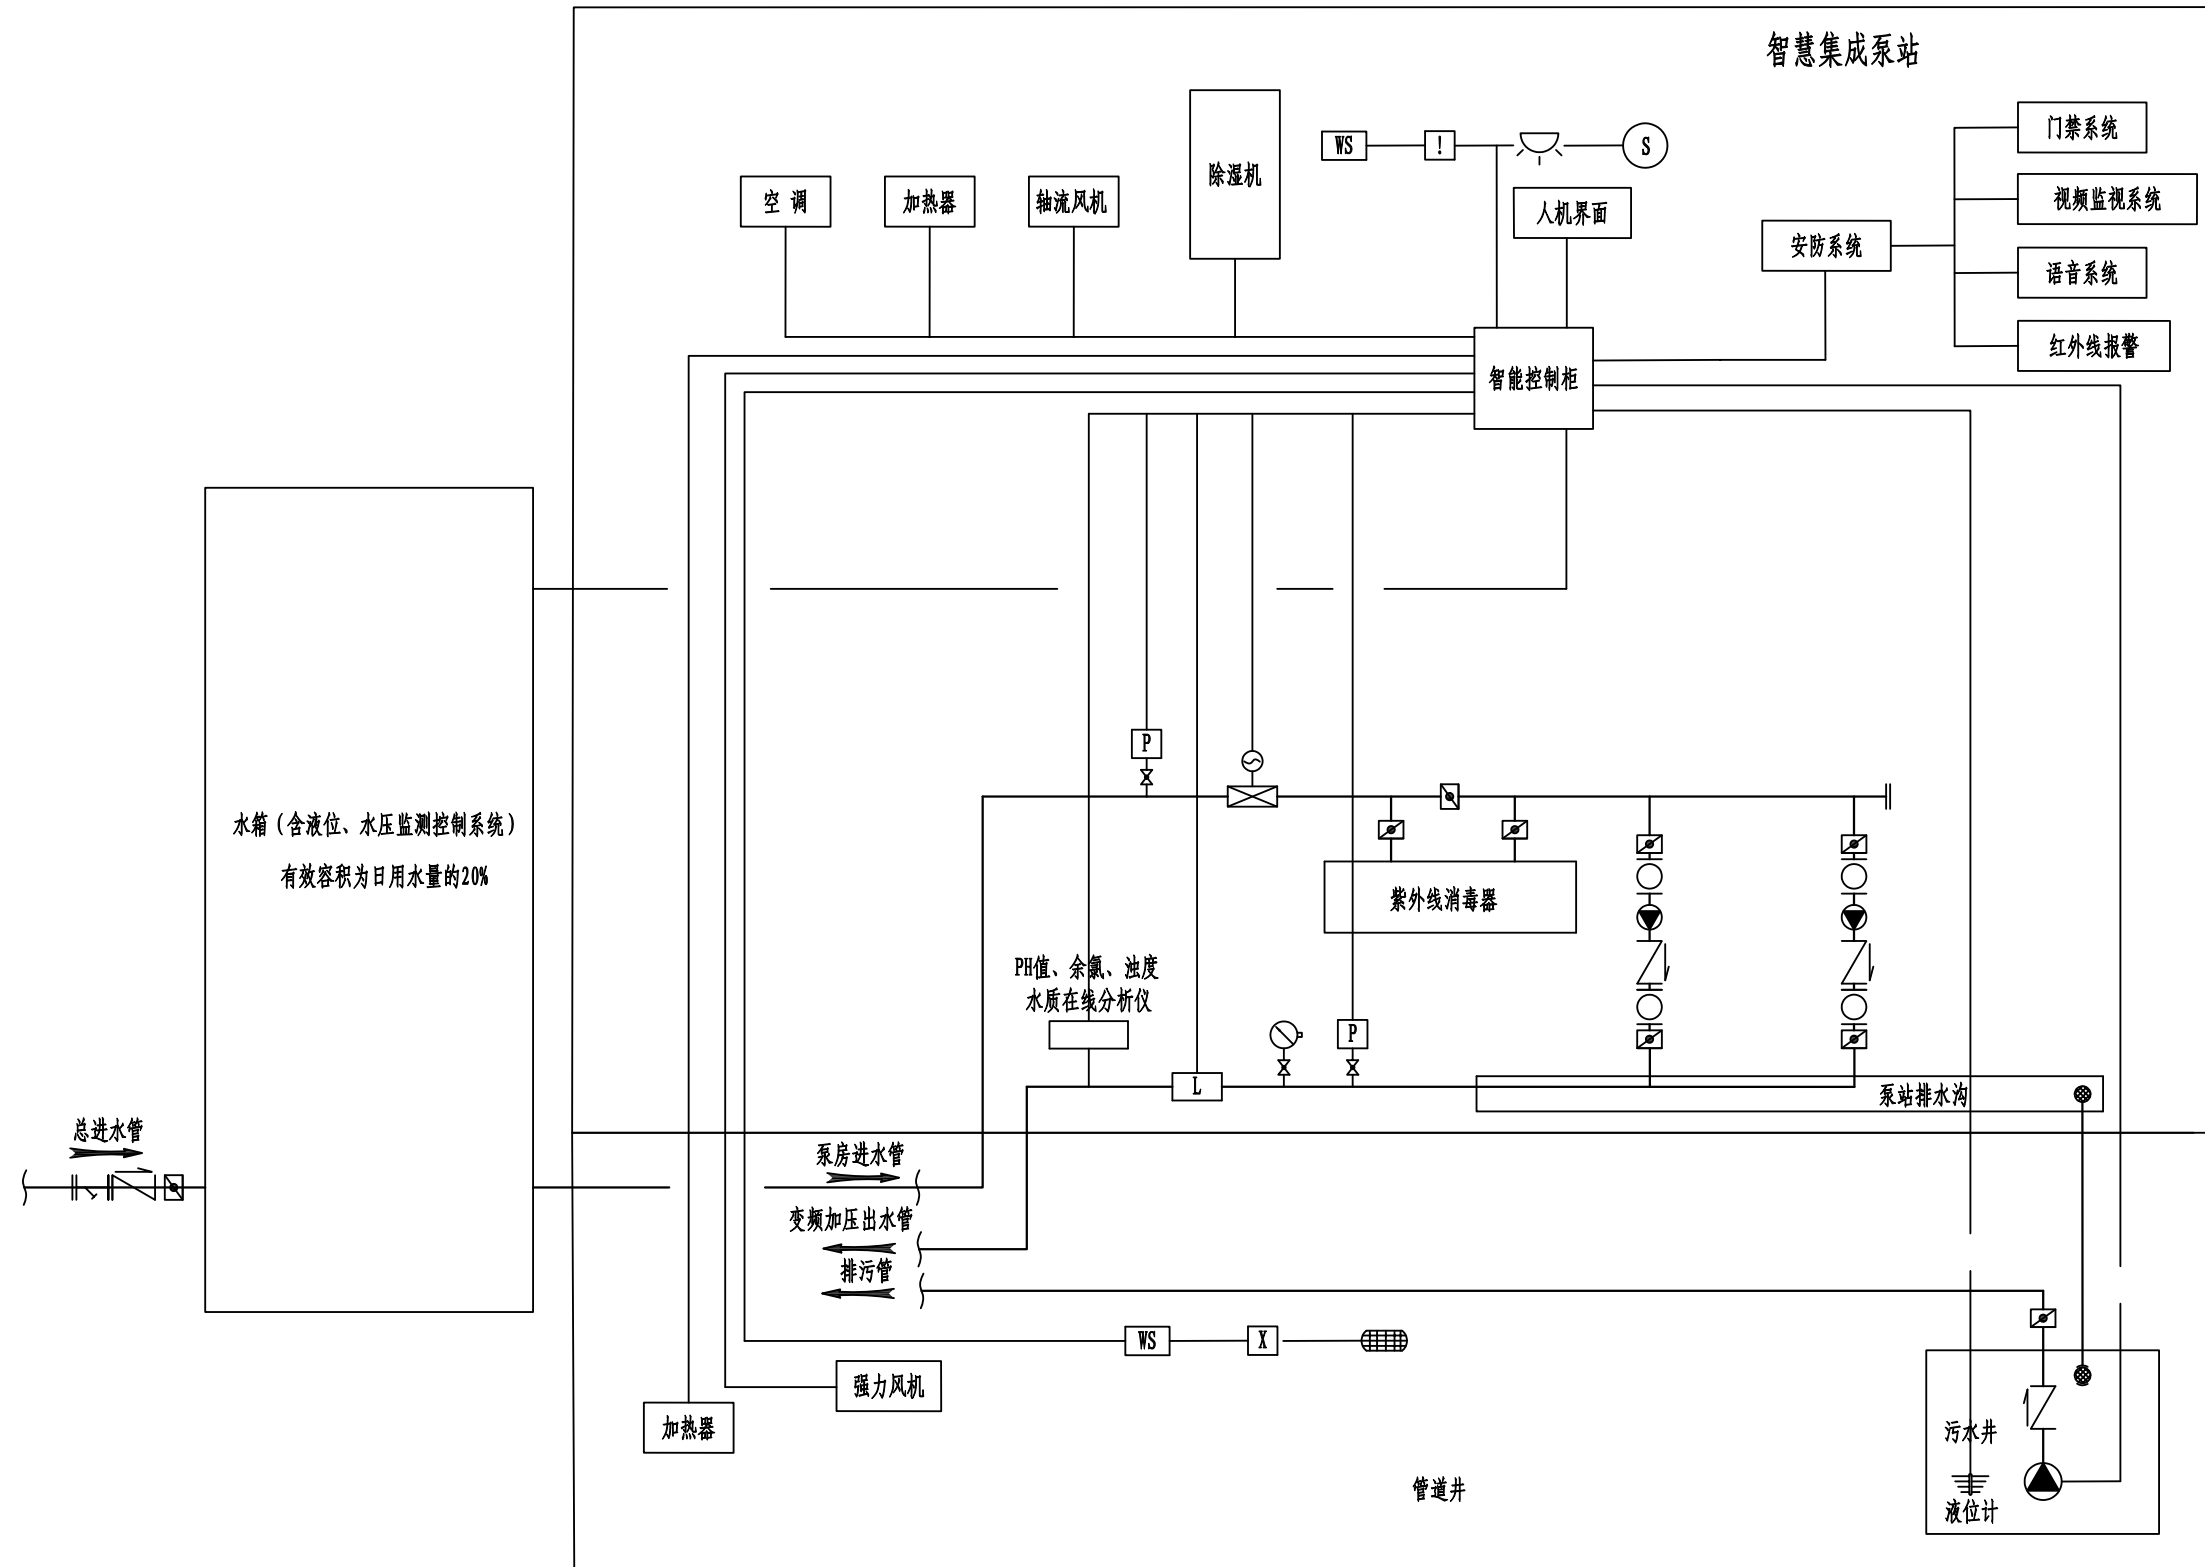 智慧集成泵站
门禁系统
WS
!
S
除湿机
空 调
加热器
轴流风机
人机界面
视频监视系统
安防系统
语音系统
红外线报警
智能控制柜
P
水箱(含液位、水压监测控制系统)
有效容积为日用水量的20%
紫外线消毒器
PH值、余氯、浊度
水质在线分析仪
P
L
泵站排水沟
总进水管
泵房进水管
变频加压出水管
排污管
WS
X
强力风机
加热器
污水井
管道井
液位计